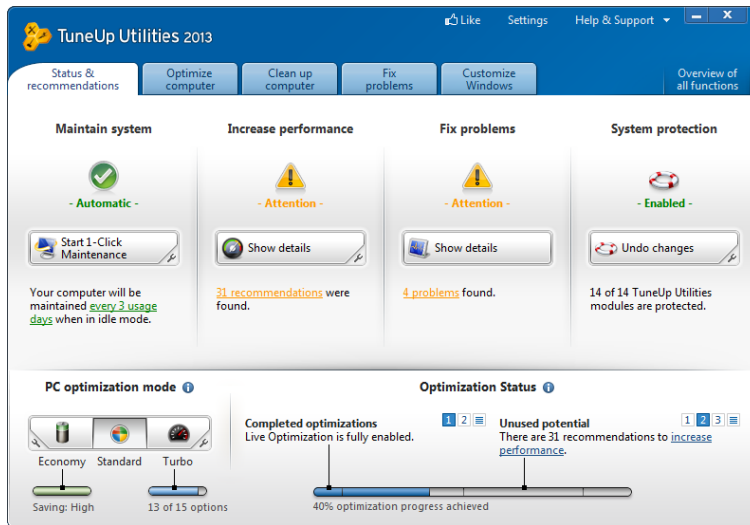 TuneUp Utilities 2013
Like
Settings
Help & Support
Status &
recommendations
Optimize
computer
Clean up
computer
Fix
problems
Customize
Windows
Overview of
all functions
Maintain system
Increase performance
Fix problems
System protection
- Automatic -
- Attention -
- Attention -
- Enabled -
Start 1-Click
Maintenance
Show details
Show details
Undo changes
Your computer will be
maintained every 3 usage
days when in idle mode.
31 recommendations were
found.
4 problems found.
14 of 14 TuneUp Utilities
modules are protected.
PC optimization mode
Optimization Status
Economy
Standard
Turbo
Saving: High
13 of 15 options
Completed optimizations
1 2
Live Optimization is fully enabled.
Unused potential
1 2 3
There are 31 recommendations to increase
performance.
40% optimization progress achieved